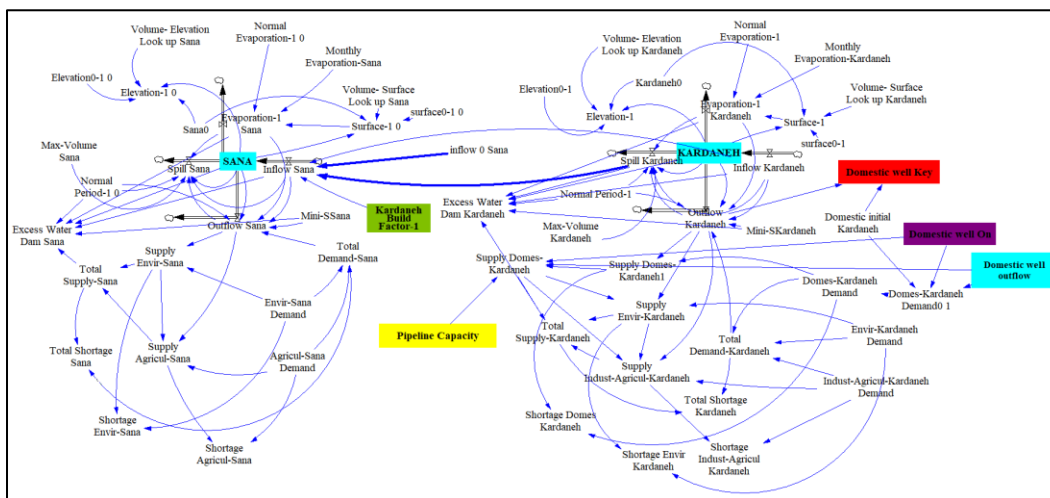 Volume- Elevation
Look up Sana
Normal
Evaporation-1 0
Monthly
Evaporation-Sana
Elevation0-1 0
Elevation-1 0
Volume- Surface
Look up Sana
surface0-1 0
Sana0
Evaporation-1
Sana
Surface-1 0
Max-Volume
Sana
SANA
Spill Sana
Inflow Sana
inflow 0 Sana
Normal
Period-1 0
Kardaneh
Build
Factor-1
Mini-SSana
Excess Water
Dam Sana
Outflow Sana
Supply
Envir-Sana
Total
Demand-Sana
Total
Supply-Sana
Envir-Sana
Demand
Total Shortage
Sana
Supply
Agricul-Sana
Agricul-Sana
Demand
Shortage
Envir-Sana
Shortage
Agricul-Sana
Volume- Elevation
Look up Kardaneh
Normal
Evaporation-1
Monthly
Evaporation-Kardaneh
Kardaneh0
Elevation0-1
Elevation-1
Evaporation-1
Kardaneh
Volume- Surface
Look up Kardaneh
Surface-1
surface0-1
KARDANEH
Spill Kardaneh
Inflow Kardaneh
Domestic well Key
Normal Period-1
Excess Water
Dam Kardaneh
Max-Volume
Kardaneh
Outflow
Kardaneh
Mini-SKardaneh
Domestic initial
Kardaneh
Domestic well On
Supply Domes-
Kardaneh
Supply Domes-
Kardaneh1
Domestic well
outflow
Domes-Kardaneh
Demand
Domes-Kardaneh
Demand0 1
Pipeline Capacity
Supply
Envir-Kardaneh
Total
Supply-Kardaneh
Total
Demand-Kardaneh
Envir-Kardaneh
Demand
Supply
Indust-Agricul-Kardaneh
Indust-Agricul-Kardaneh
Demand
Total Shortage
Kardaneh
Shortage Domes
Kardaneh
Shortage Envir
Kardaneh
Shortage
Indust-Agricul
Kardaneh